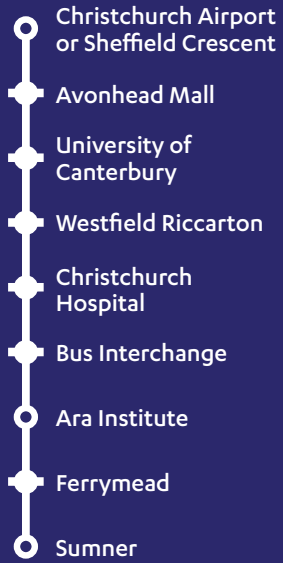 Christchurch Airport
or Sheffield Crescent
Avonhead Mall
University of
Canterbury
Westfield Riccarton
Christchurch
Hospital
Bus Interchange
Ara Institute
Ferrymead
Sumner